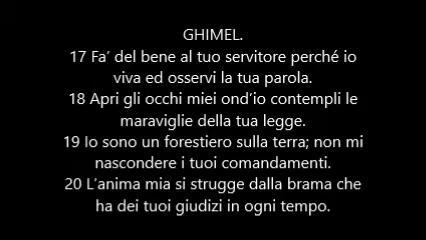 GHIMEL.
17 Fa’ del bene al tuo servitore perché io
viva ed osservi la tua parola.
18 Apri gli occhi miei ond’io contempli le
maraviglie della tua legge.
19 Io sono un forestiero sulla terra; non mi
nascondere i tuoi comandamenti.
20 L’anima mia si strugge dalla brama che
ha dei tuoi giudizi in ogni tempo.